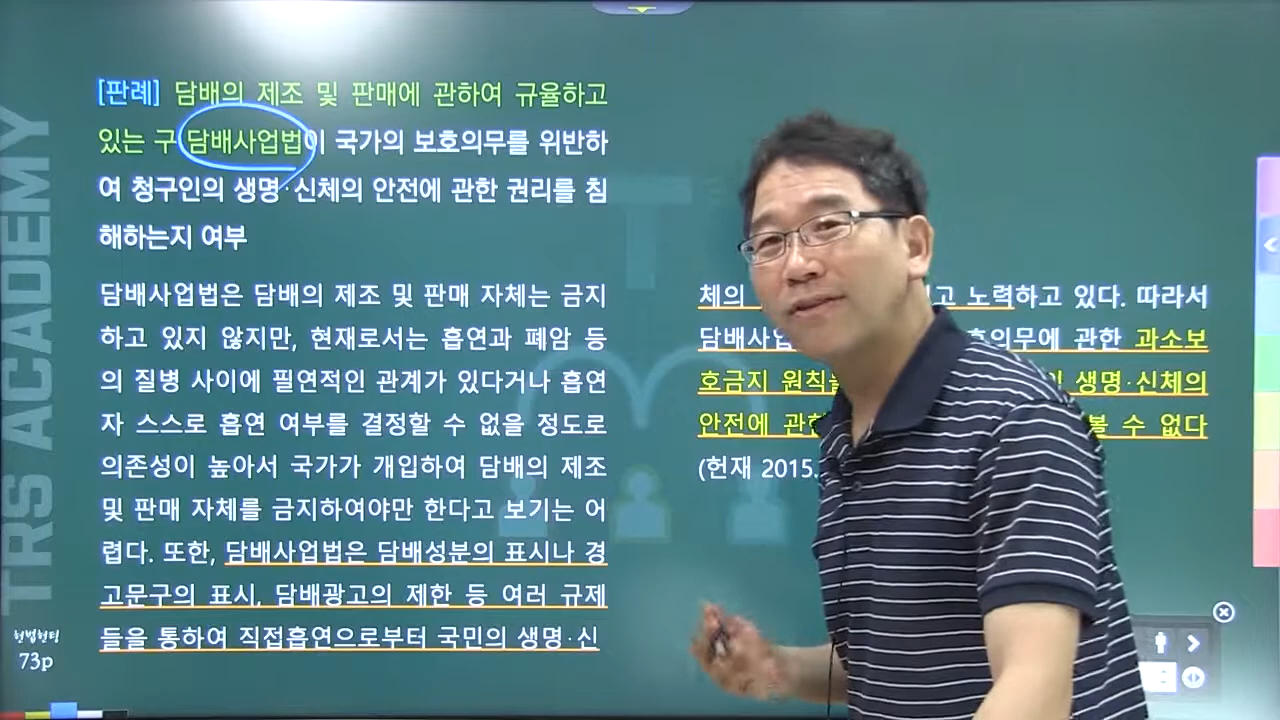 [판례] 담배의 제조 및 판매에 관하여 규율하고
있는 구 담배사업법이 국가의 보호의무를 위반하
여 청구인의 생명·신체의 안전에 관한 권리를 침
해하는지 여부
담배사업법은 담배의 제조 및 판매 자체는 금지
하고 있지 않지만, 현재로서는 흡연과 폐암 등
의 질병 사이에 필연적인 관계가 있다거나 흡연
자 스스로 흡연 여부를 결정할 수 없을 정도로
의존성이 높아서 국가가 개입하여 담배의 제조
및 판매 자체를 금지하여야만 한다고 보기는 어
렵다. 또한, 담배사업법은 담배성분의 표시나 경
고문구의 표시, 담배광고의 제한 등 여러 규제
들을 통하여 직접흡연으로부터 국민의 생명·신
체의 고 노력하고 있다. 따라서
담배사업 호의무에 관한 과소보
호금지 원칙을 생명·신체의
안전에 관한 볼 수 없다
(헌재 2015.
TRS ACADEMY
헌법헌터
73p